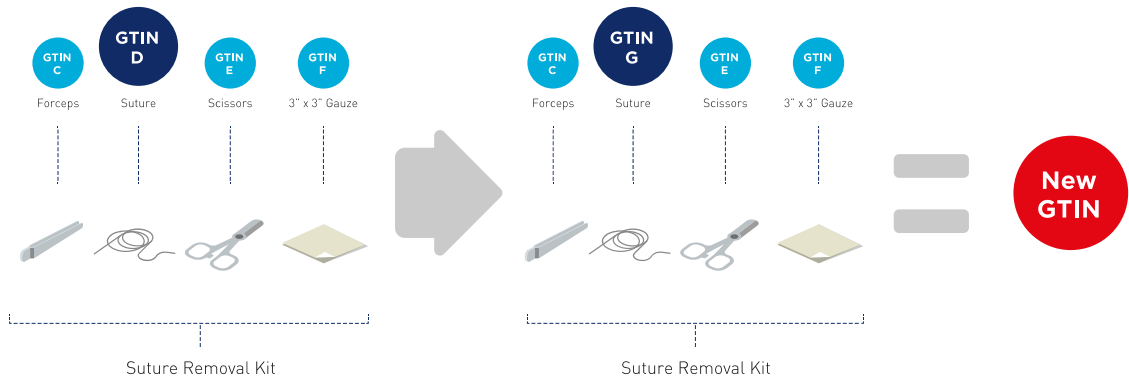 GTIN
C
GTIN
D
GTIN
E
GTIN
F
Forceps
Suture
Scissors
3" x 3" Gauze
Suture Removal Kit
GTIN
C
GTIN
G
GTIN
E
GTIN
F
Forceps
Suture
Scissors
3" x 3" Gauze
Suture Removal Kit
New
GTIN